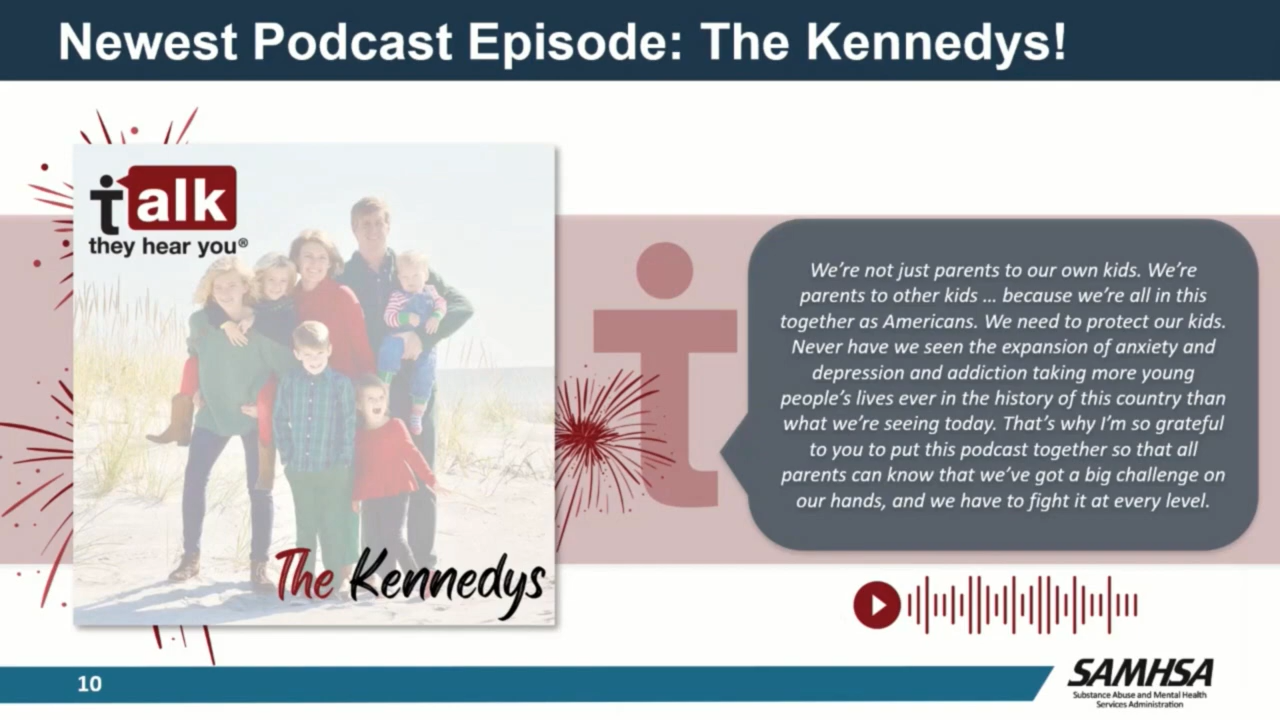 Newest Podcast Episode: The Kennedys!
talk
they hear you®
The Kennedys
We’re not just parents to our own kids. We’re
parents to other kids … because we’re all in this
together as Americans. We need to protect our kids.
Never have we seen the expansion of anxiety and
depression and addiction taking more young
people’s lives ever in the history of this country than
what we’re seeing today. That’s why I’m so grateful
to you to put this podcast together so that all
parents can know that we’ve got a big challenge on
our hands, and we have to fight it at every level.
10
SAMHSA
Substance Abuse and Mental Health
Services Administration